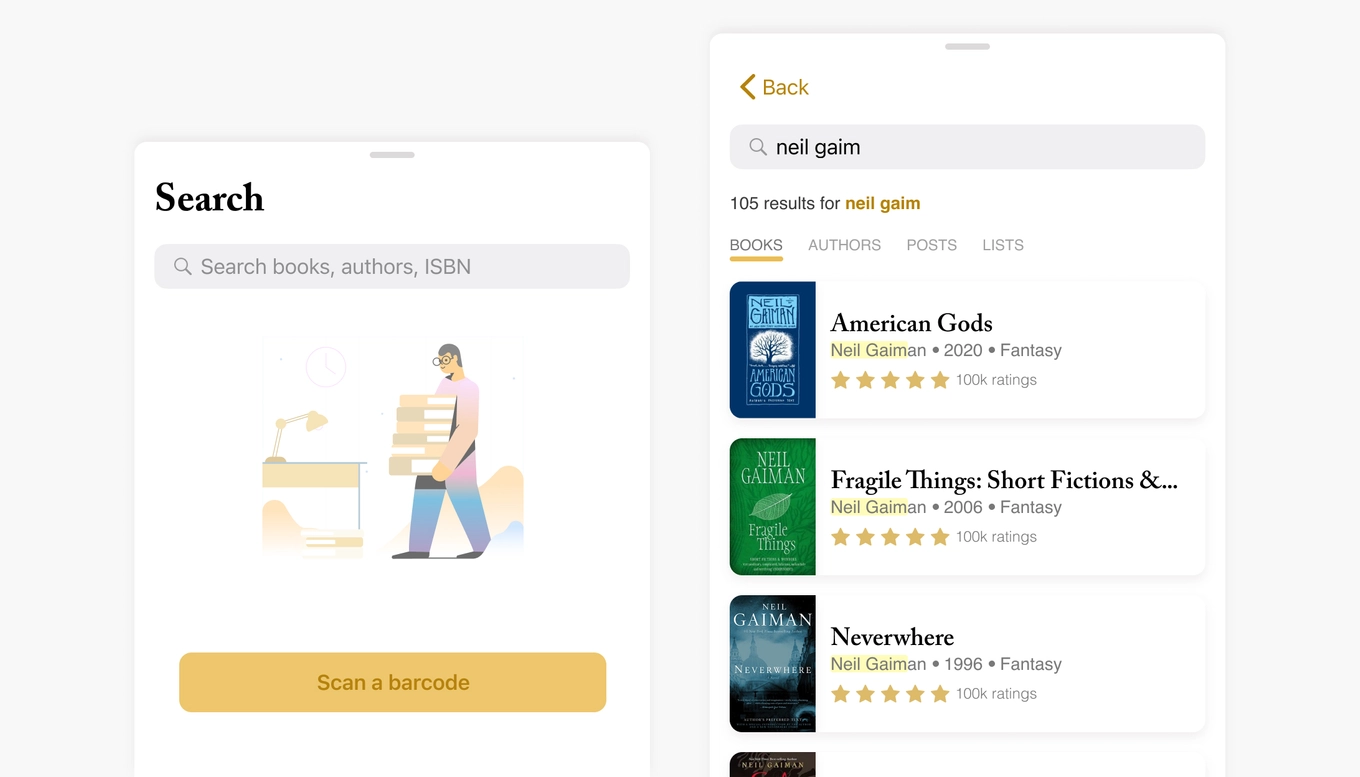 Search
Search books, authors, ISBN
Scan a barcode
Back
neil gaim
105 results for neil gaim
BOOKS AUTHORS POSTS LISTS
NEIL
GAIMAN
AMERICAN
GODS
American Gods
Neil Gaiman • 2020 • Fantasy
100k ratings
NEIL
GAIMAN
Fragile
Things
Fragile Things: Short Fictions &...
Neil Gaiman • 2006 • Fantasy
100k ratings
NEIL
GAIMAN
NEVERWHERE
AUTHOR'S PREFERRED TEXT
Neverwhere
Neil Gaiman • 1996 • Fantasy
100k ratings
NEIL GAIMAN